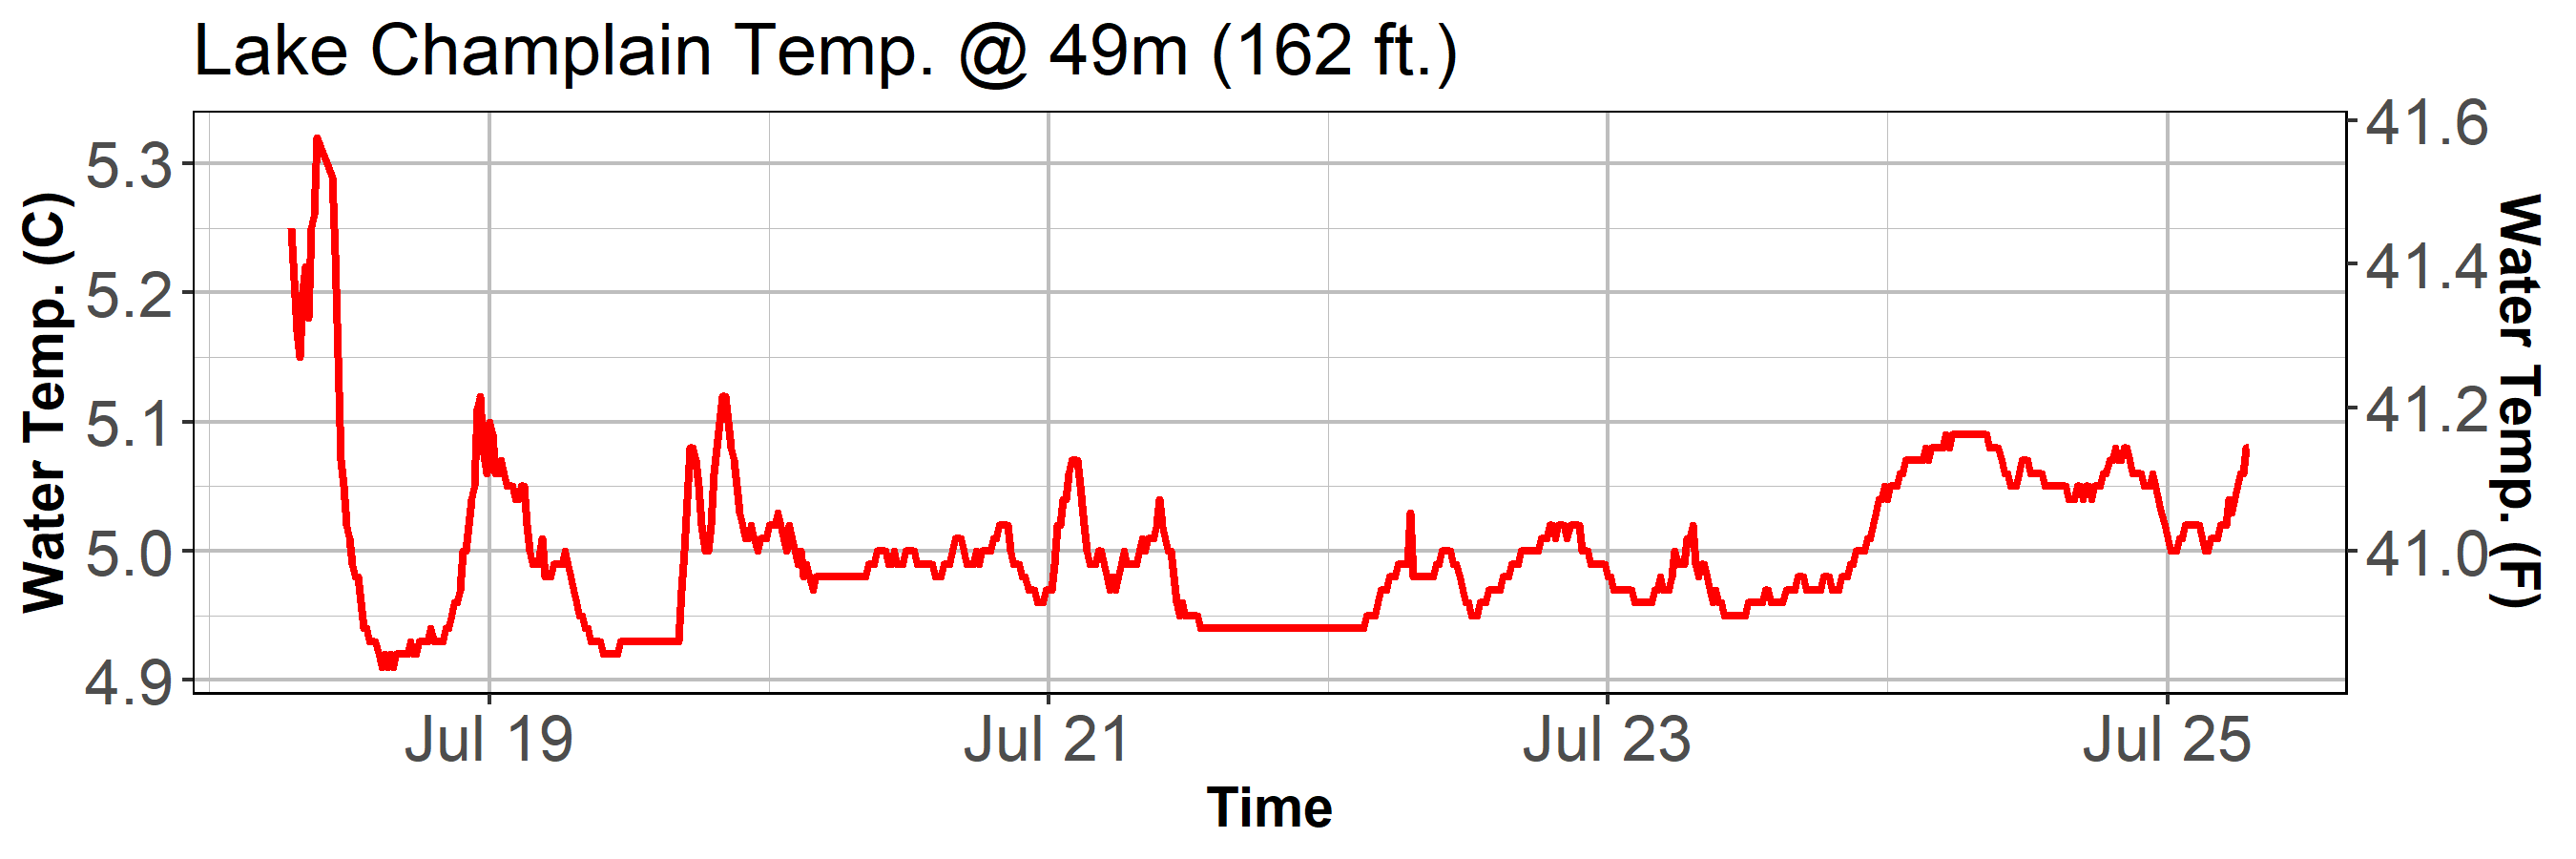 Lake Champlain Temp. @ 49m (162 ft.)
Water Temp. (C)
5.3
5.2
5.1
5.0
4.9
41.6
41.4
41.2
41.0
Water Temp. (F)
Jul 19 Jul 21 Jul 23 Jul 25
Time